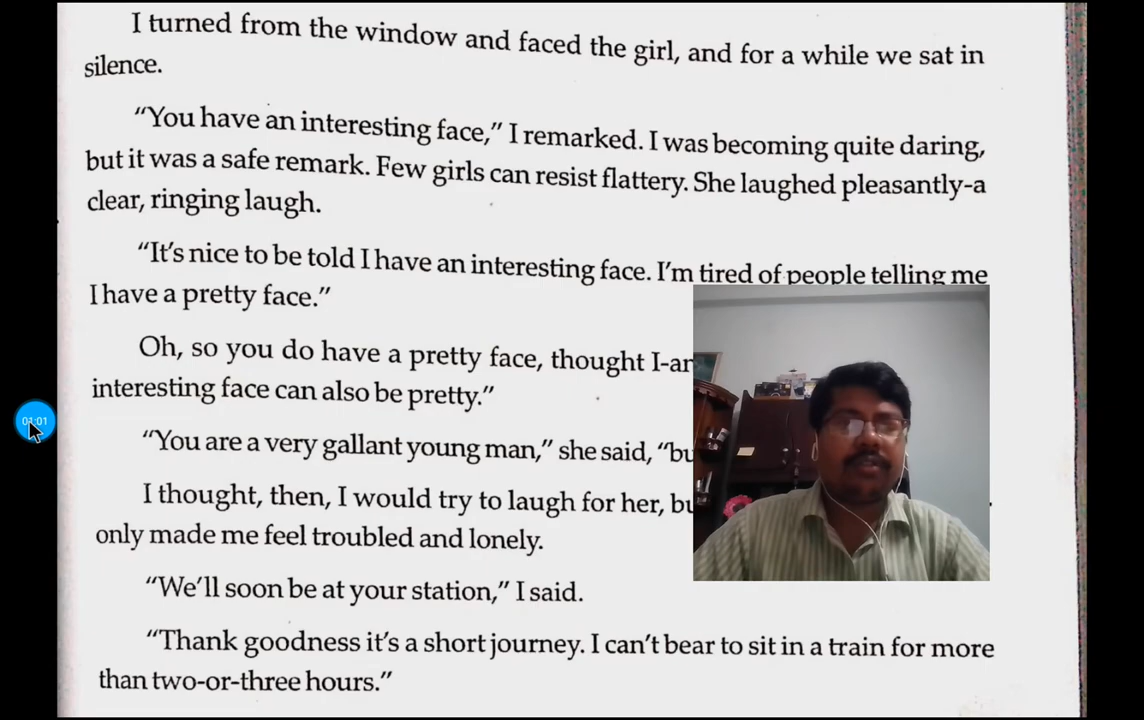 I turned from the window and faced the girl, and for a while we sat in
silence.
“You have an interesting face,” I remarked. I was becoming quite daring,
but it was a safe remark. Few girls can resist flattery. She laughed pleasantly-a
clear, ringing laugh.
“It’s nice to be told I have an interesting face. I’m tired of people telling me
I have a pretty face.”
Oh, so you do have a pretty face, thought I-
interesting face can also be pretty.”
“You are a very gallant young man,” she said,
I thought, then, I would try to laugh for her,
only made me feel troubled and lonely.
“We’ll soon be at your station,” I said.
“Thank goodness it’s a short journey. I can’t bear to sit in a train for more
than two-or-three hours.”
01:01